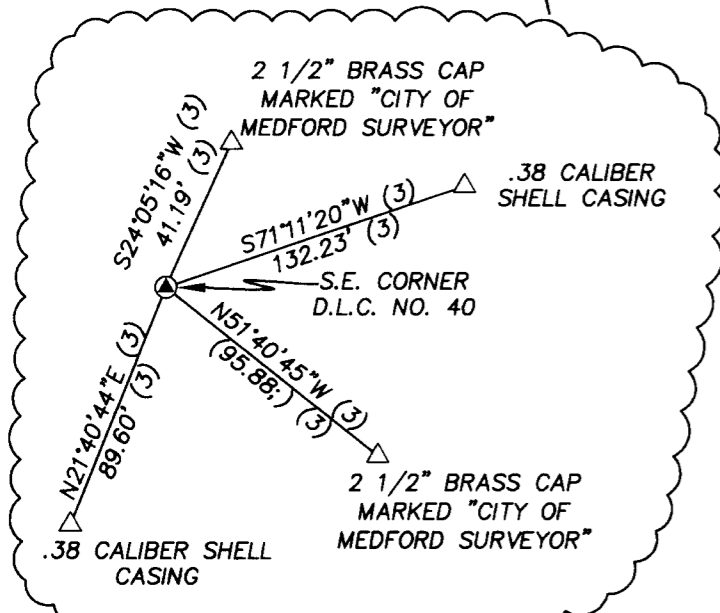 2 1/2" BRASS CAP
MARKED "CITY OF
MEDFORD SURVEYOR"
.38 CALIBER
SHELL CASING
S24°05'16"W (3)
41.19' (3)
S71°11'20"W (3)
132.23' (3)
S.E. CORNER
D.L.C. NO. 40
N51°40'45"W (3)
(95.88;) (3)
N21°40'44"E (3)
89.60' (3)
2 1/2" BRASS CAP
MARKED "CITY OF
MEDFORD SURVEYOR"
.38 CALIBER SHELL
CASING